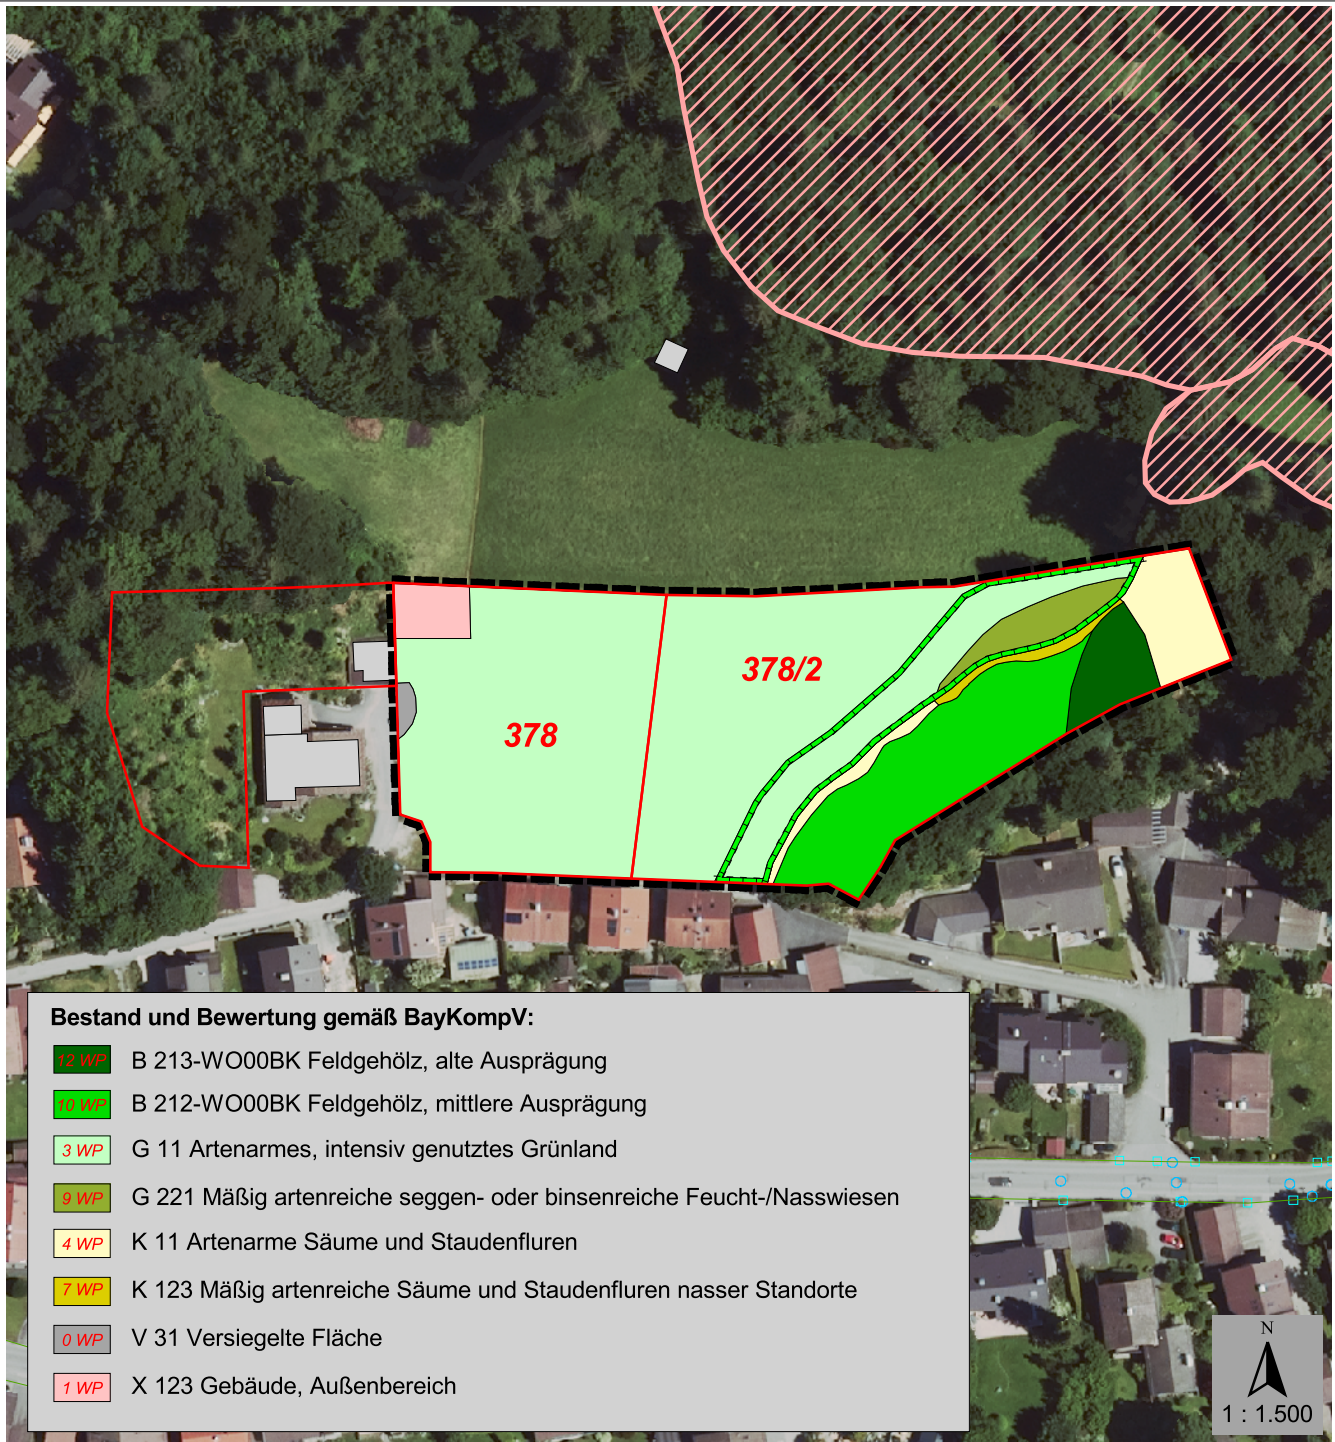 378/2
378
Bestand und Bewertung gemäß BayKompV:
12 WP B 213-WO00BK Feldgehölz, alte Ausprägung
10 WP B 212-WO00BK Feldgehölz, mittlere Ausprägung
3 WP G 11 Artenarmes, intensiv genutztes Grünland
9 WP G 221 Mäßig artenreiche seggen- oder binsenreiche Feucht-/Nasswiesen
4 WP K 11 Artenarme Säume und Staudenfluren
7 WP K 123 Mäßig artenreiche Säume und Staudenfluren nasser Standorte
0 WP V 31 Versiegelte Fläche
1 WP X 123 Gebäude, Außenbereich
N
1 : 1.500